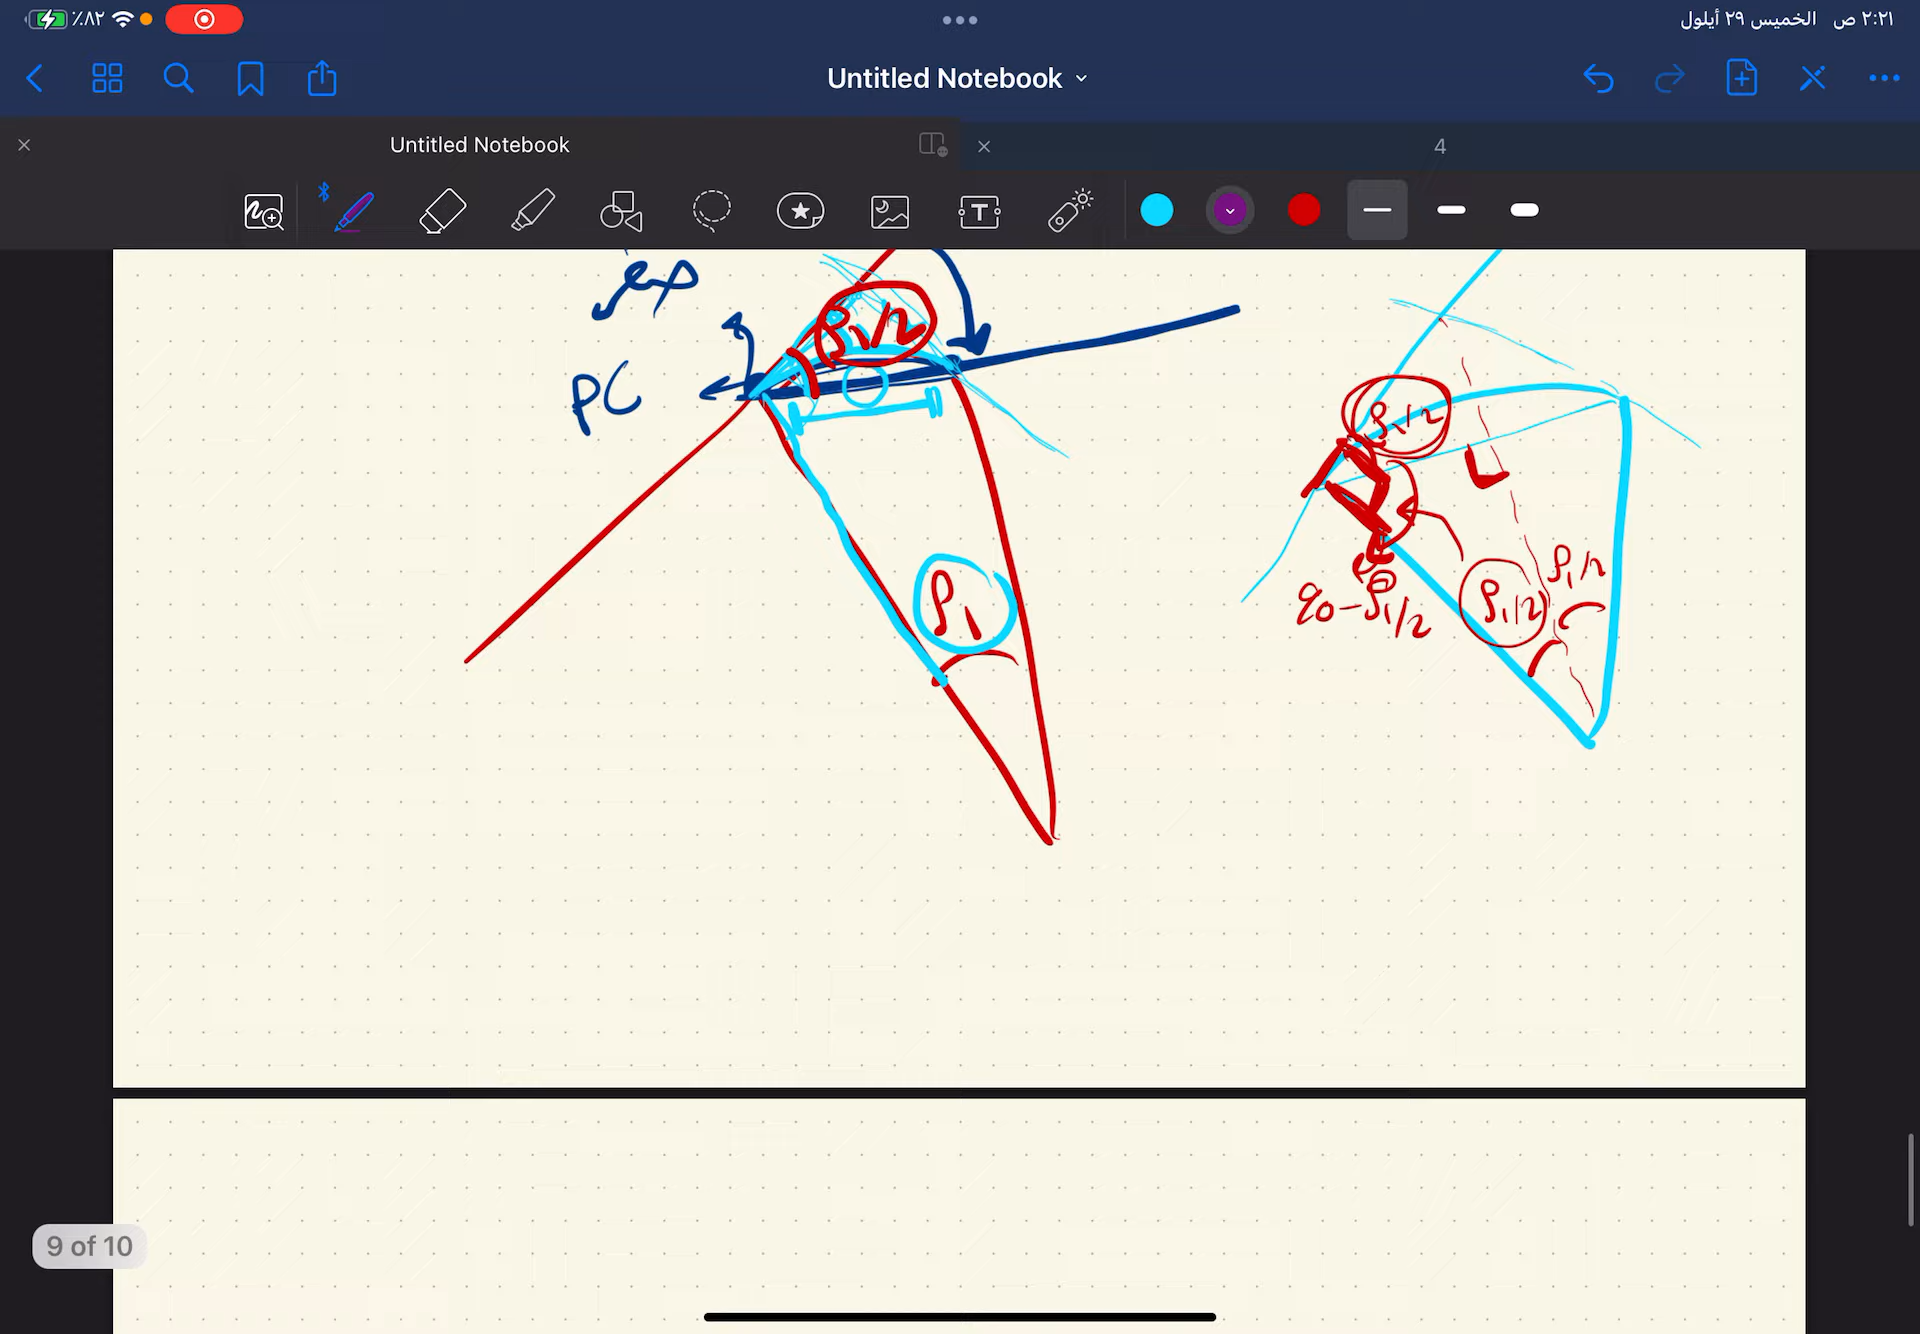 ٪٨٢
٢:٢١ ص الخميس ٢٩ أيلول
Untitled Notebook
Untitled Notebook
4
T
PC
ρ₁/2
ρ₁
ρ₁/2
90-ρ₁/2
ρ₁/2
ρ₁/2
9 of 10